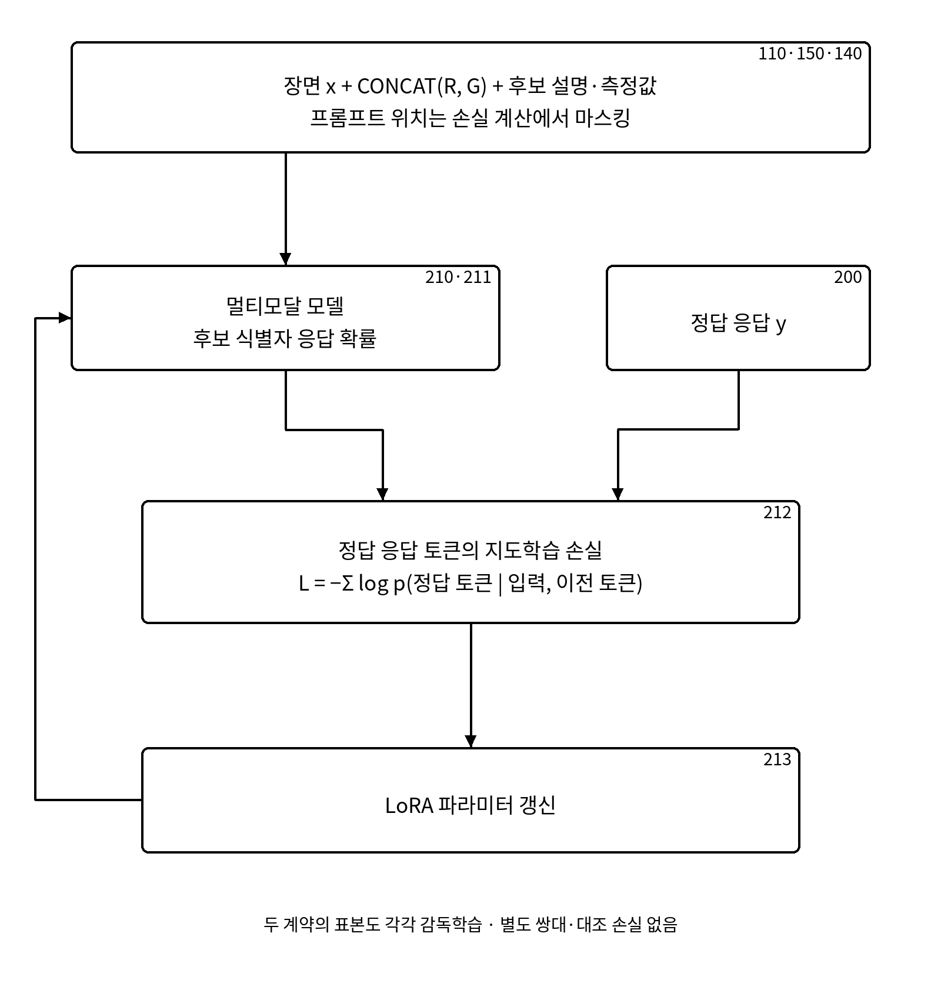 110·150·140
장면 x + CONCAT(R, G) + 후보 설명·측정값
프롬프트 위치는 손실 계산에서 마스킹
210·211
멀티모달 모델
후보 식별자 응답 확률
200
정답 응답 y
212
정답 응답 토큰의 지도학습 손실
L = −Σ log p(정답 토큰 | 입력, 이전 토큰)
213
LoRA 파라미터 갱신
두 계약의 표본도 각각 감독학습 · 별도 쌍대·대조 손실 없음